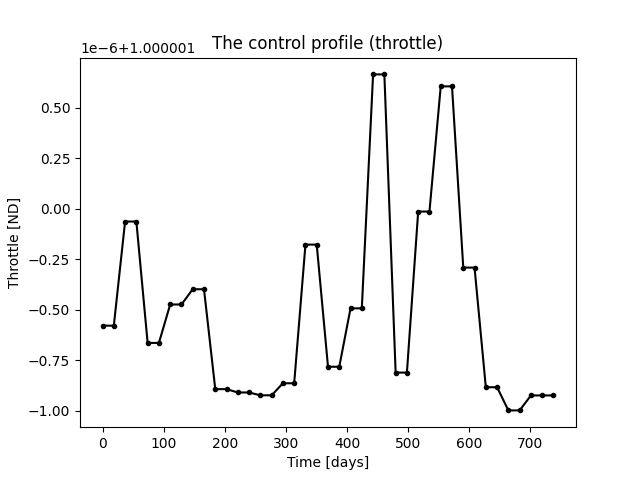 The control profile (throttle)
1e−6+1.000001
0.50
0.25
0.00
−0.25
−0.50
−0.75
−1.00
Throttle [ND]
0 100 200 300 400 500 600 700
Time [days]